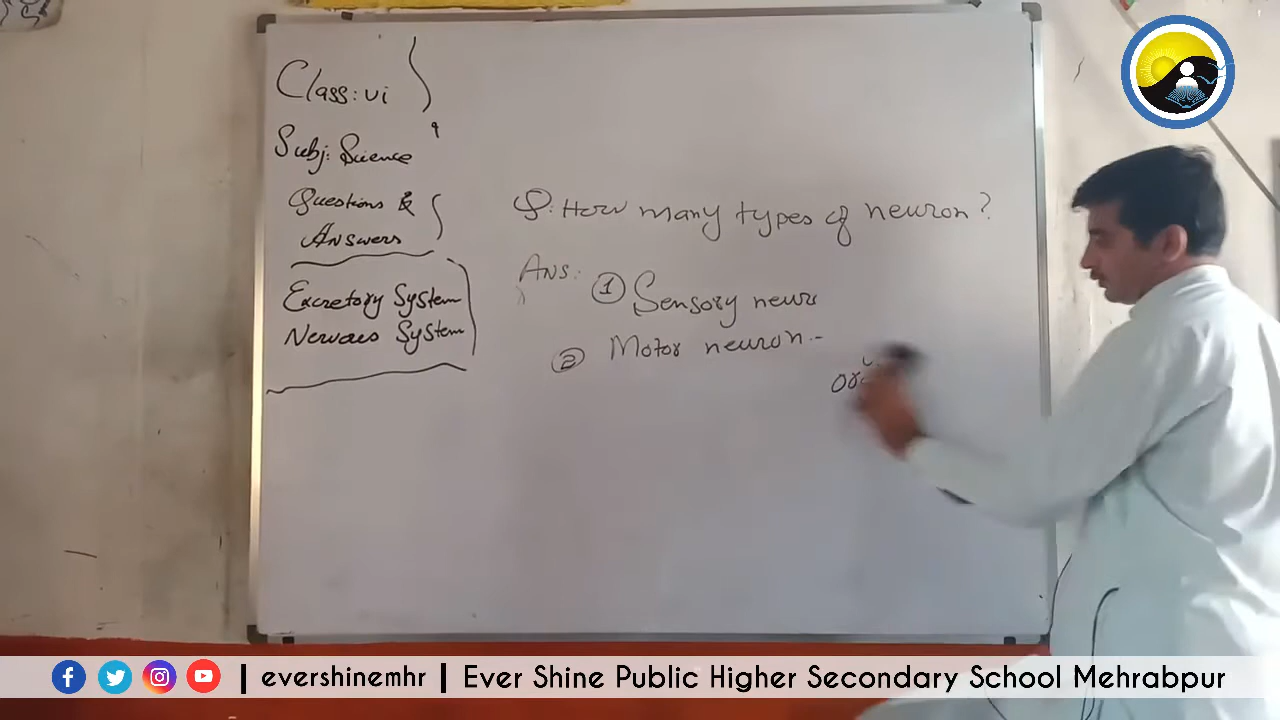 Class: vi
Subj: Science
Questions &
Answers
Excretory System
Nervous System
Q: How many types of neuron?
Ans:
① Sensory neur
② Motor neuron.-
| evershinemhr | Ever Shine Public Higher Secondary School Mehrabpur